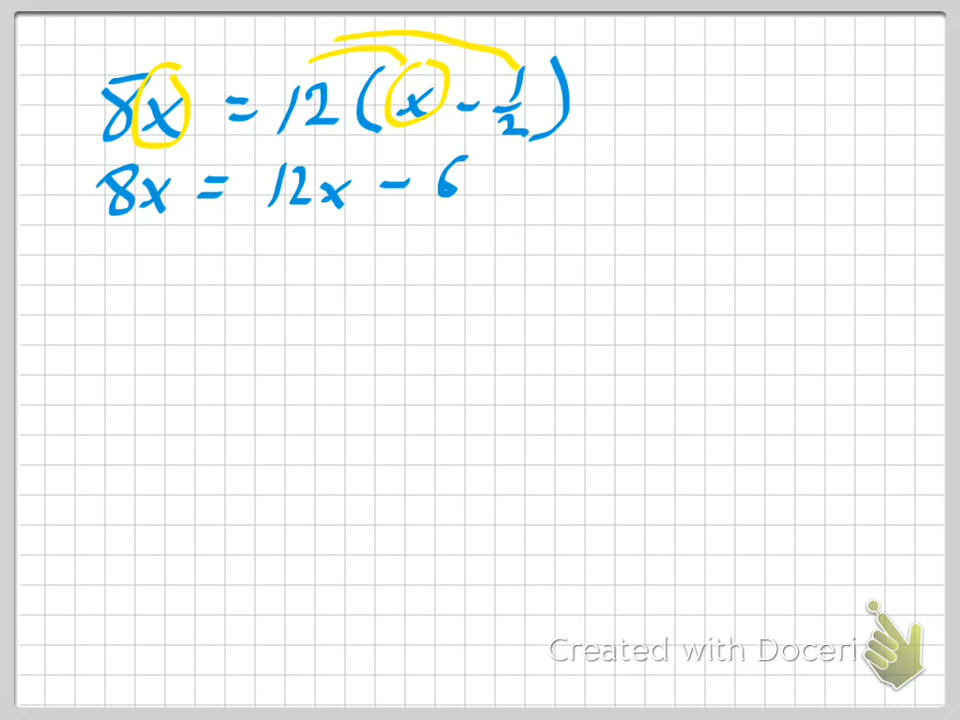 8x = 12(x - 1/2)
8x = 12x - 6
Created with Doceri